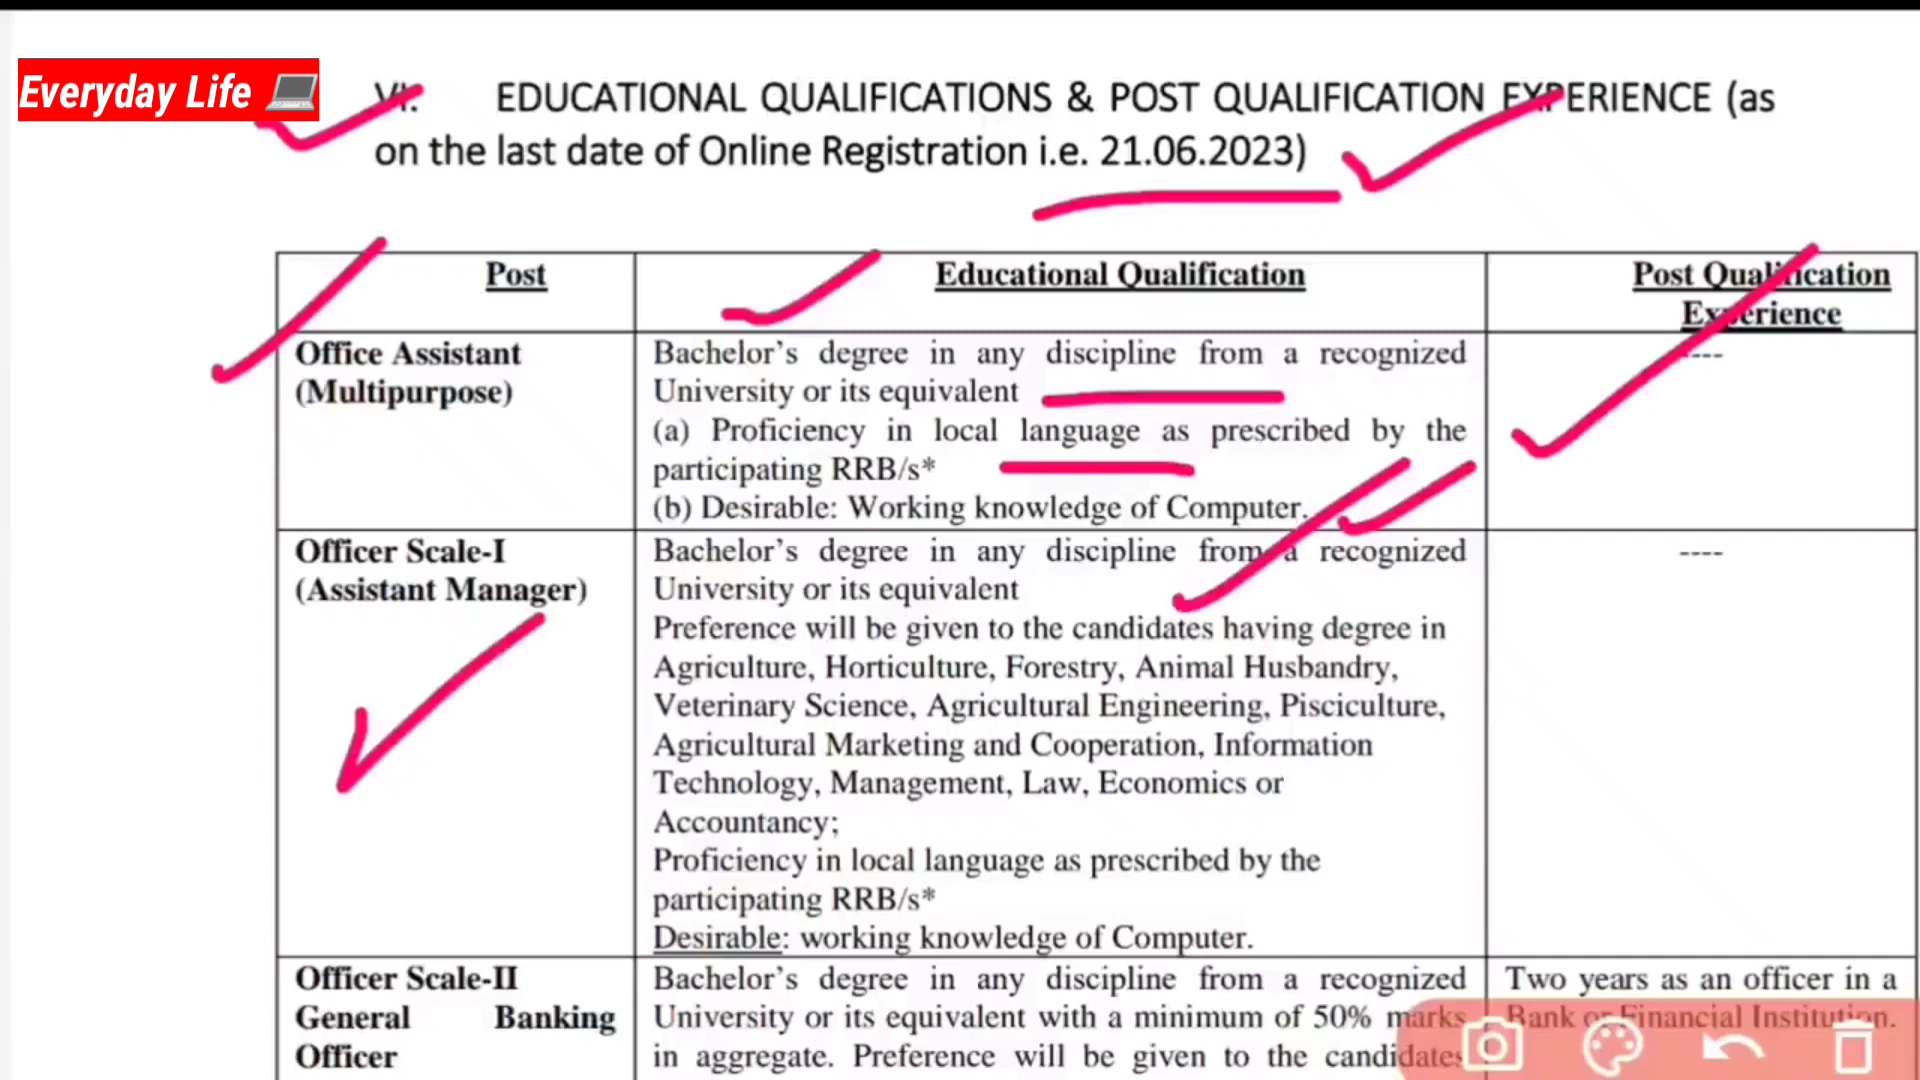 Everyday Life
VI. EDUCATIONAL QUALIFICATIONS & POST QUALIFICATION EXPERIENCE (as
on the last date of Online Registration i.e. 21.06.2023)
Post
Educational Qualification
Post Qualification
Experience
Office Assistant
(Multipurpose)
Bachelor's degree in any discipline from a recognized
University or its equivalent
(a) Proficiency in local language as prescribed by the
participating RRB/s*
(b) Desirable: Working knowledge of Computer.
----
Officer Scale-I
(Assistant Manager)
Bachelor's degree in any discipline from a recognized
University or its equivalent
Preference will be given to the candidates having degree in
Agriculture, Horticulture, Forestry, Animal Husbandry,
Veterinary Science, Agricultural Engineering, Pisciculture,
Agricultural Marketing and Cooperation, Information
Technology, Management, Law, Economics or
Accountancy;
Proficiency in local language as prescribed by the
participating RRB/s*
Desirable: working knowledge of Computer.
----
Officer Scale-II
General Banking
Officer
Bachelor's degree in any discipline from a recognized
University or its equivalent with a minimum of 50% marks
in aggregate. Preference will be given to the candidates
Two years as an officer in a
Bank or Financial Institution.